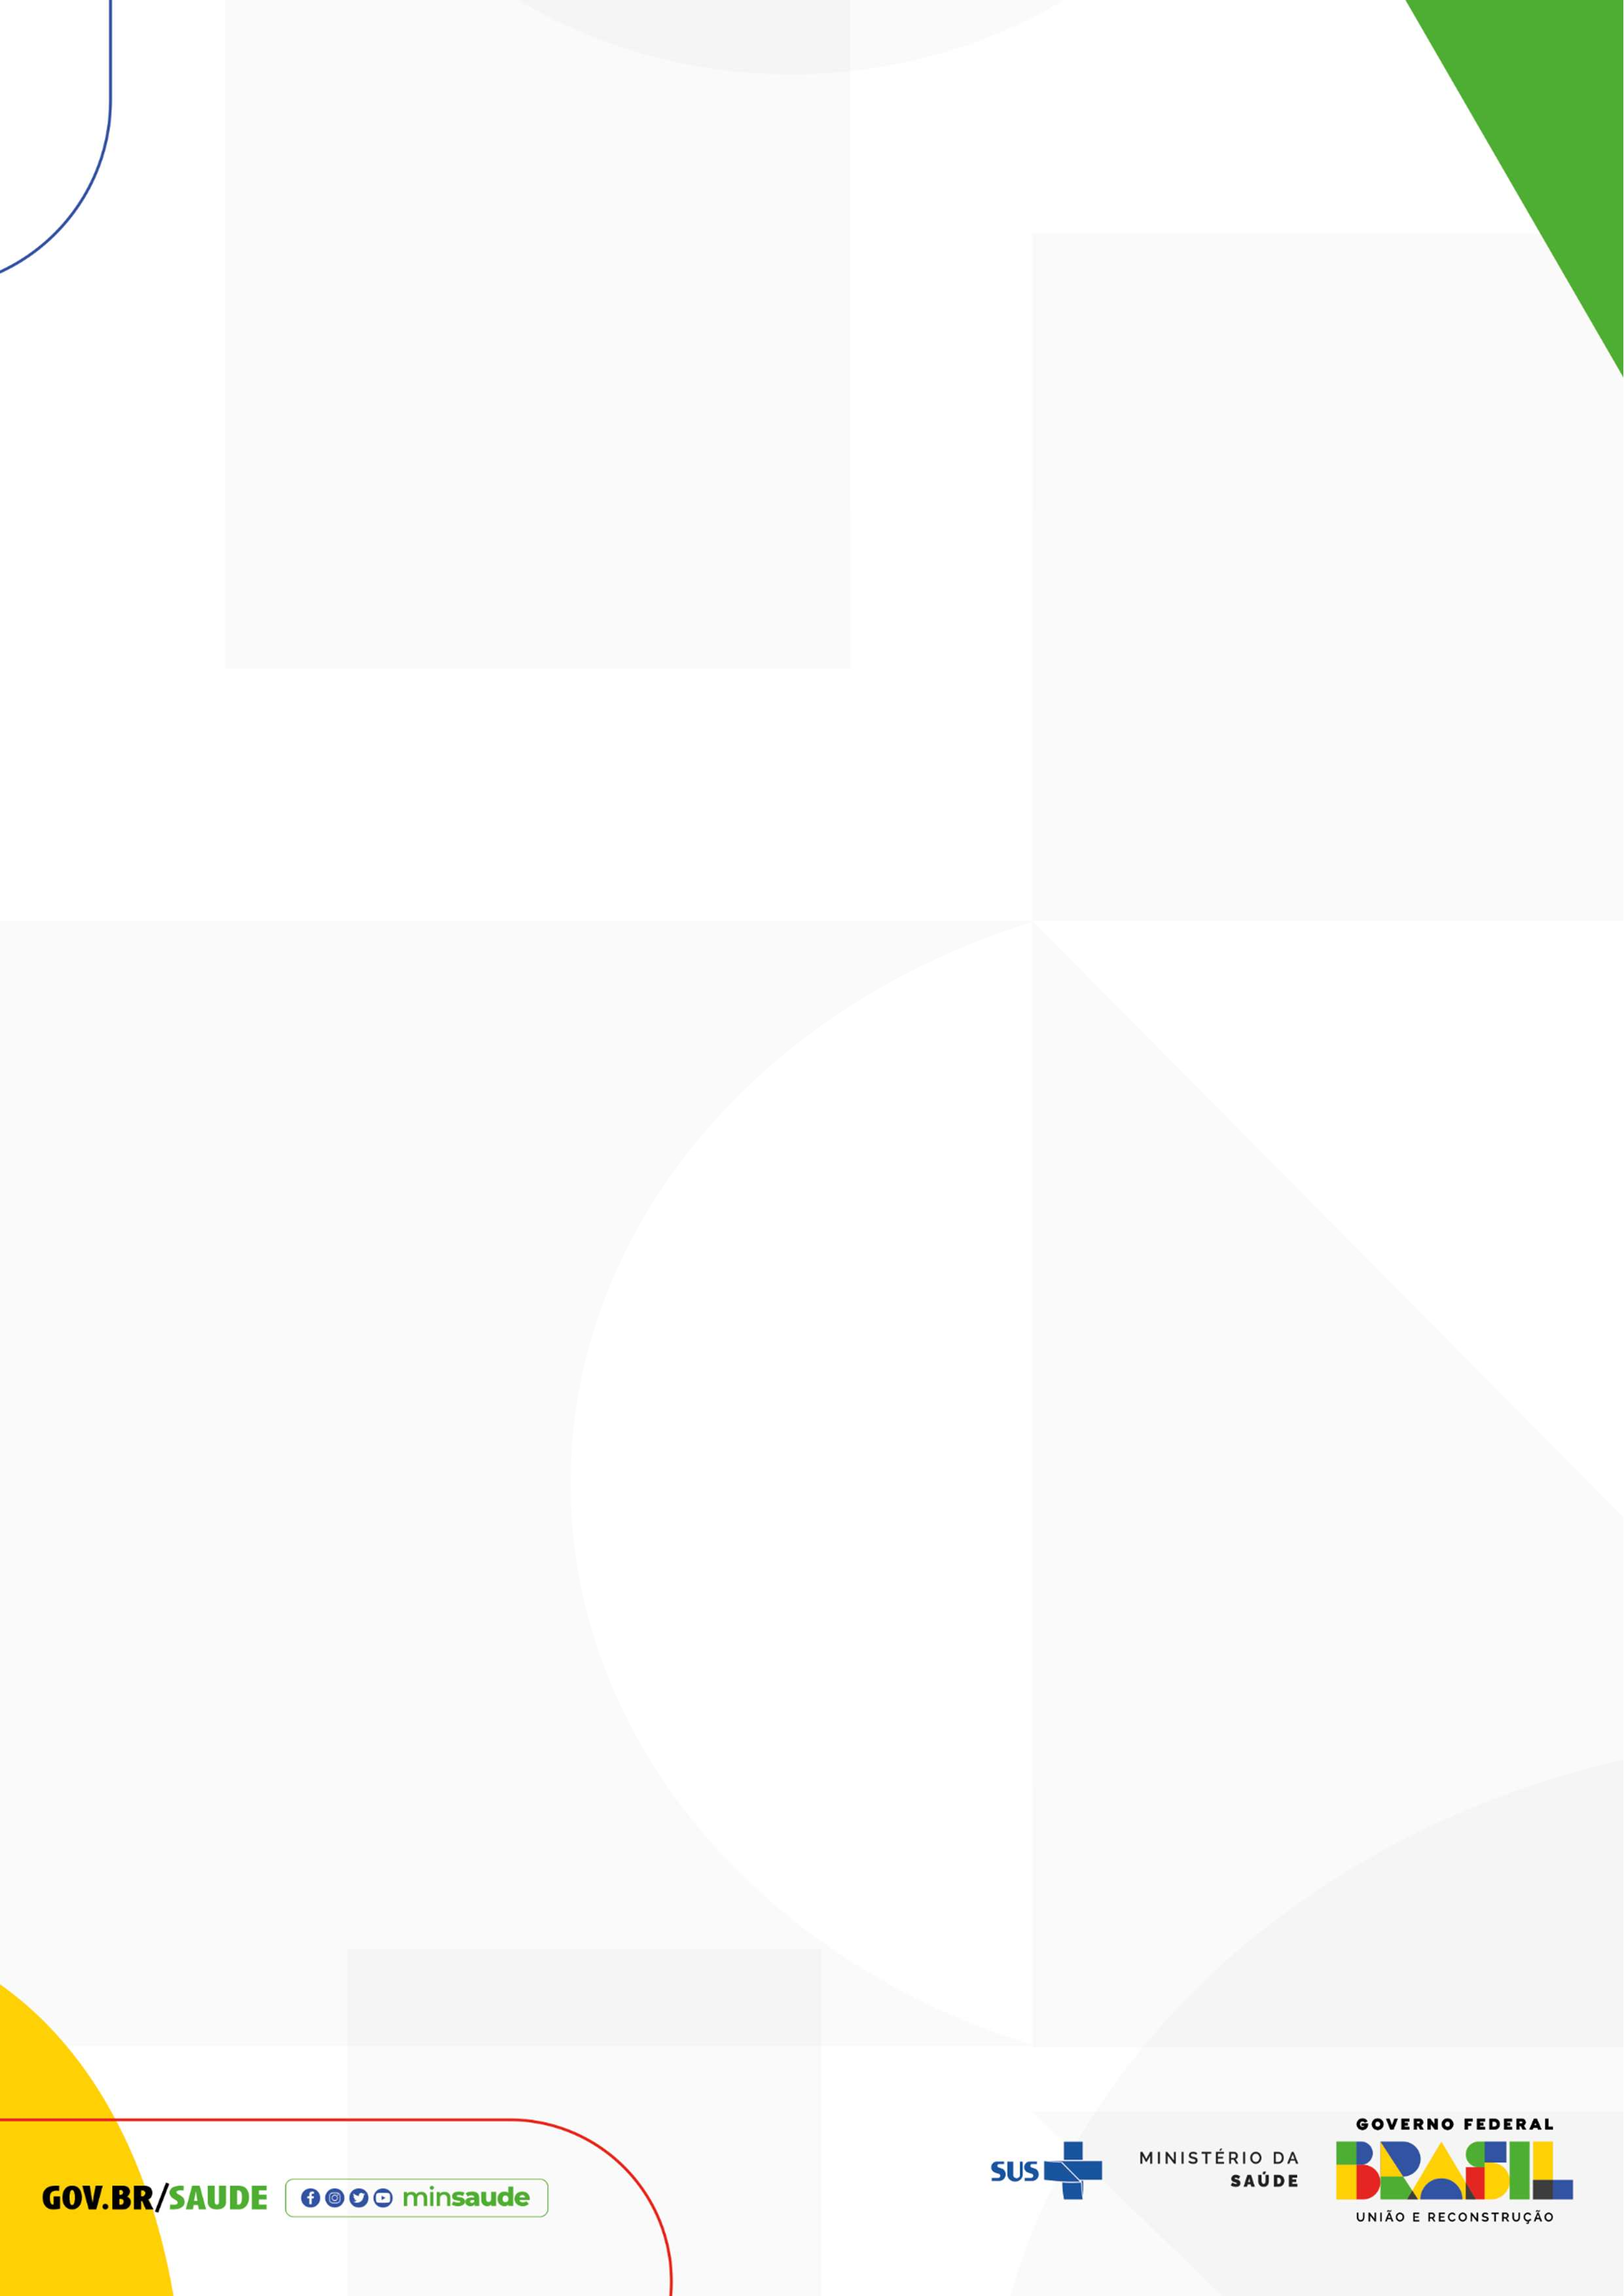 GOV.BR/SAUDE
minsaude
SUS
MINISTÉRIO DA
SAÚDE
GOVERNO FEDERAL
BRASIL
UNIÃO E RECONSTRUÇÃO